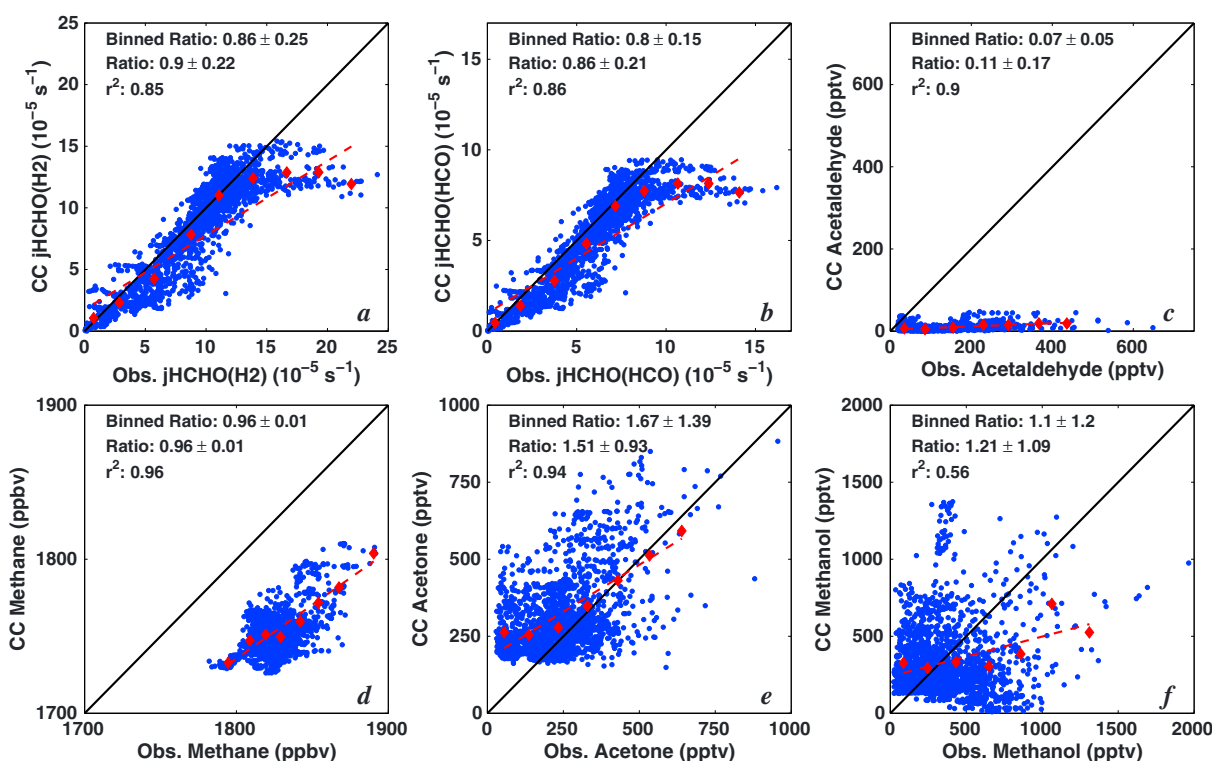 Binned Ratio: 0.86 ± 0.25
Ratio: 0.9 ± 0.22
r²: 0.85
25
20
15
10
5
0
CC jHCHO(H2) (10⁻⁵ s⁻¹)
a
0 5 10 15 20 25
Obs. jHCHO(H2) (10⁻⁵ s⁻¹)
Binned Ratio: 0.8 ± 0.15
Ratio: 0.86 ± 0.21
r²: 0.86
15
10
5
0
CC jHCHO(HCO) (10⁻⁵ s⁻¹)
b
0 5 10 15
Obs. jHCHO(HCO) (10⁻⁵ s⁻¹)
Binned Ratio: 0.07 ± 0.05
Ratio: 0.11 ± 0.17
r²: 0.9
600
400
200
0
CC Acetaldehyde (pptv)
c
0 200 400 600
Obs. Acetaldehyde (pptv)
Binned Ratio: 0.96 ± 0.01
Ratio: 0.96 ± 0.01
r²: 0.96
1900
1800
1700
CC Methane (ppbv)
d
1700 1800 1900
Obs. Methane (ppbv)
Binned Ratio: 1.67 ± 1.39
Ratio: 1.51 ± 0.93
r²: 0.94
1000
750
500
250
0
CC Acetone (pptv)
e
0 250 500 750 1000
Obs. Acetone (pptv)
Binned Ratio: 1.1 ± 1.2
Ratio: 1.21 ± 1.09
r²: 0.56
2000
1500
1000
500
0
CC Methanol (pptv)
f
0 500 1000 1500 2000
Obs. Methanol (pptv)